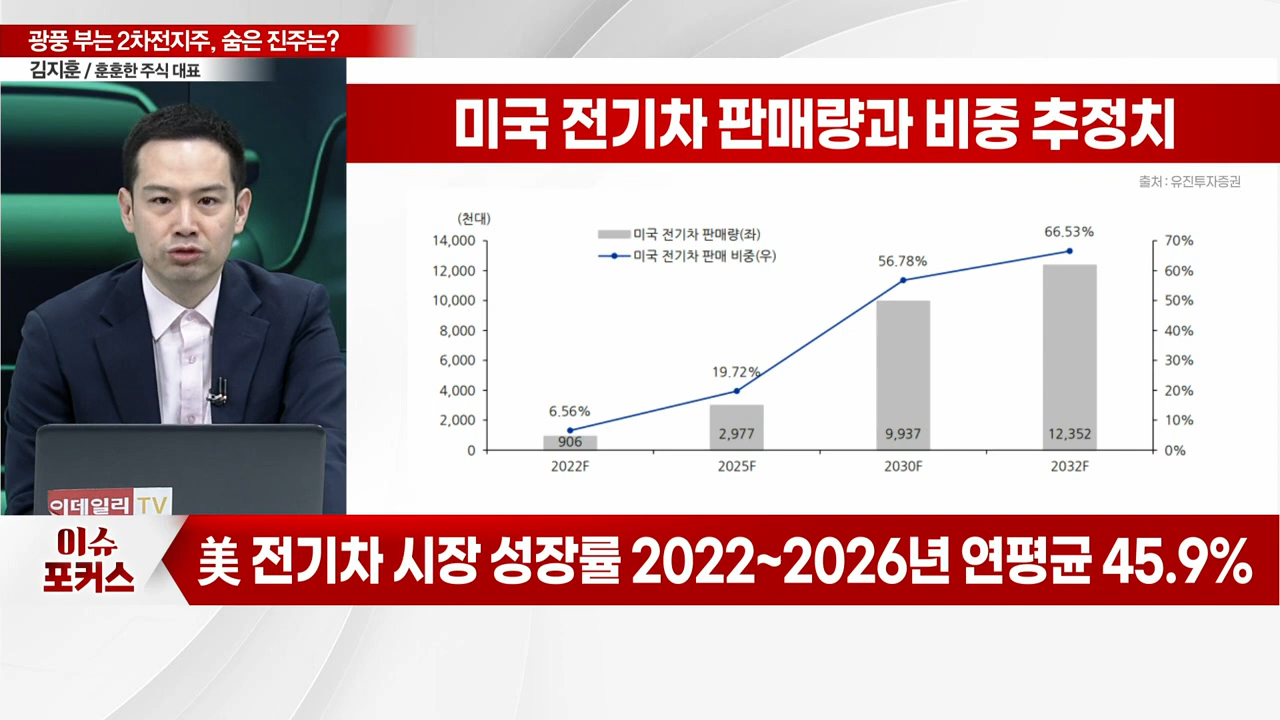 광풍 부는 2차전지주, 숨은 진주는?
김지훈 / 훈훈한 주식 대표
미국 전기차 판매량과 비중 추정치
출처 : 유진투자증권
(천대)
미국 전기차 판매량(좌)
미국 전기차 판매 비중(우)
14,000
12,000
10,000
8,000
6,000
4,000
2,000
0
70%
60%
50%
40%
30%
20%
10%
0%
6.56%
19.72%
56.78%
66.53%
906
2,977
9,937
12,352
2022F
2025F
2030F
2032F
이데일리 TV
이슈
포커스
美 전기차 시장 성장률 2022~2026년 연평균 45.9%